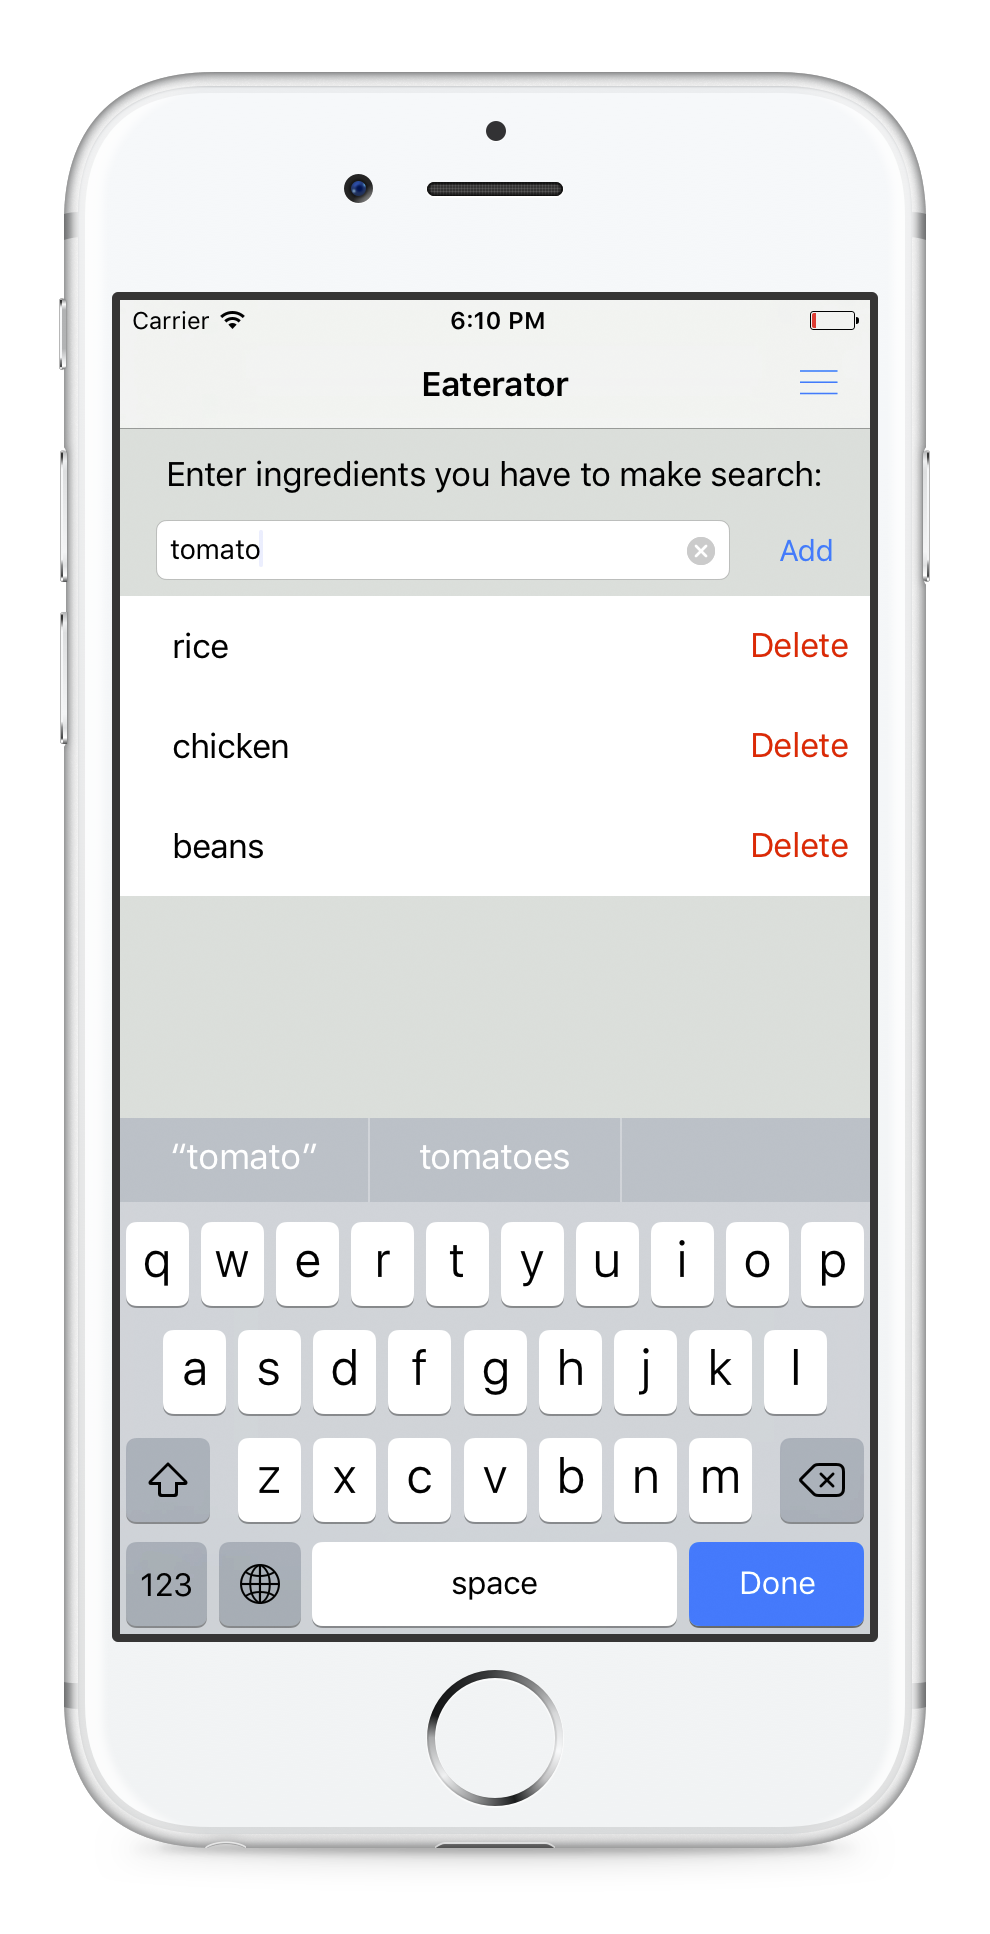 Carrier 6:10 PM
Eaterator
Enter ingredients you have to make search:
tomato Add
rice Delete
chicken Delete
beans Delete
“tomato” tomatoes
q w e r t y u i o p
a s d f g h j k l
z x c v b n m
123 space Done